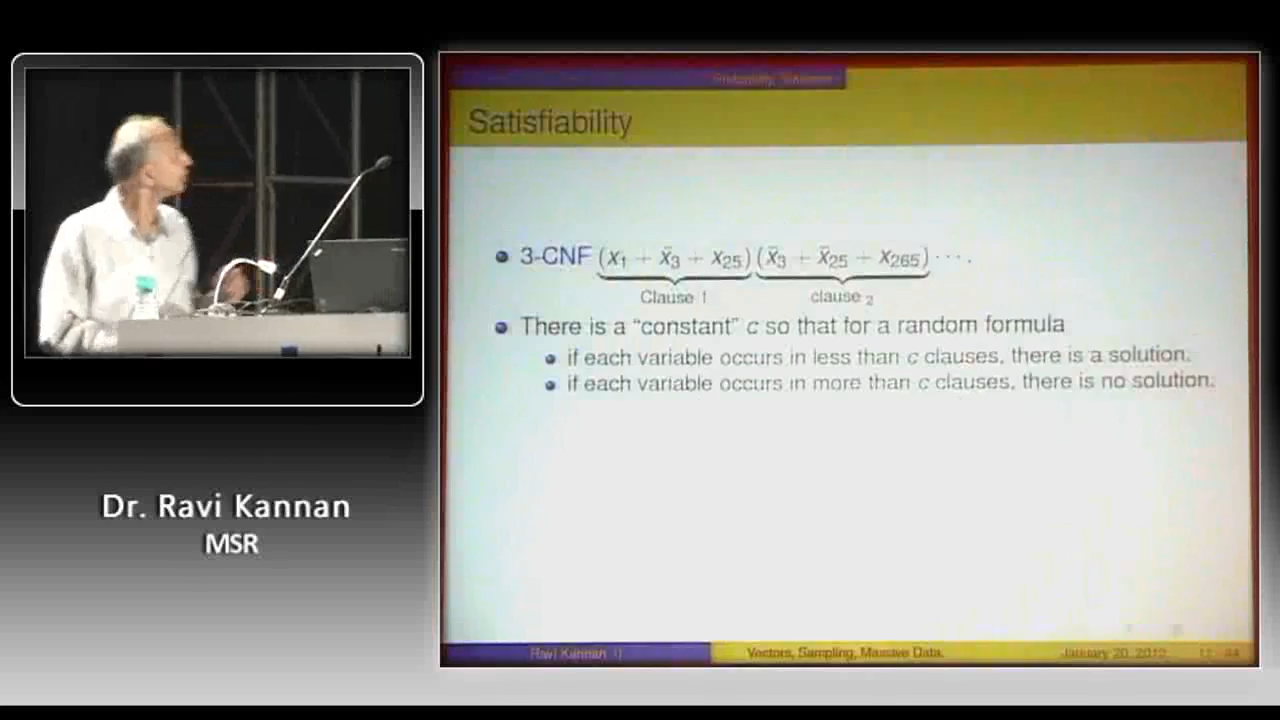 Satisfiability
3-CNF (x₁ + x̄₃ + x₂₅) (x̄₃ + x̄₂₅ + x₂₆₅) · · · .
Clause 1 clause ₂
There is a “constant” c so that for a random formula
if each variable occurs in less than c clauses, there is a solution.
if each variable occurs in more than c clauses, there is no solution.
Dr. Ravi Kannan
MSR
Ravi Kannan Vectors, Sampling, Massive Data. January 20, 2012